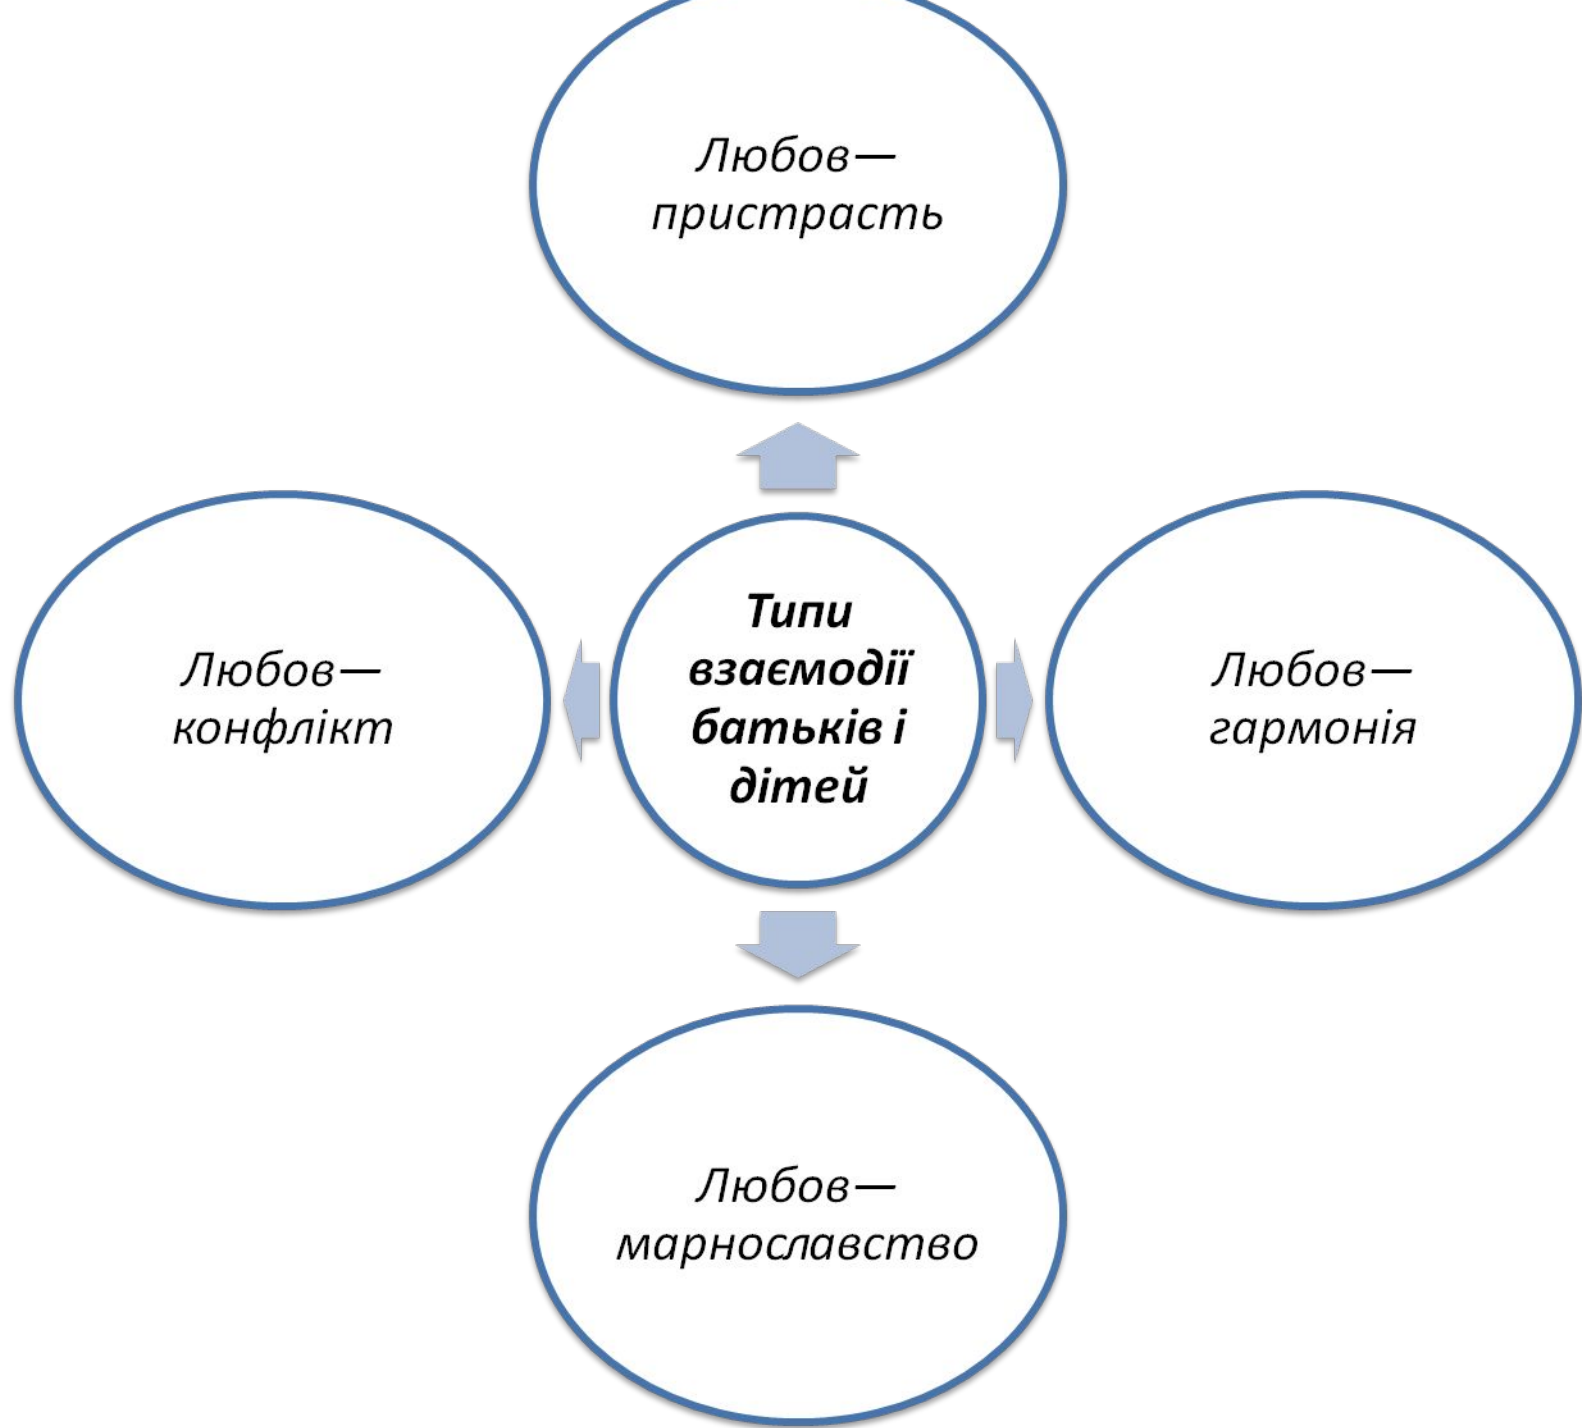 Любов—
пристрасть
Любов—
конфлікт
Типи
взаємодії
батьків і
дітей
Любов—
гармонія
Любов—
марнославство